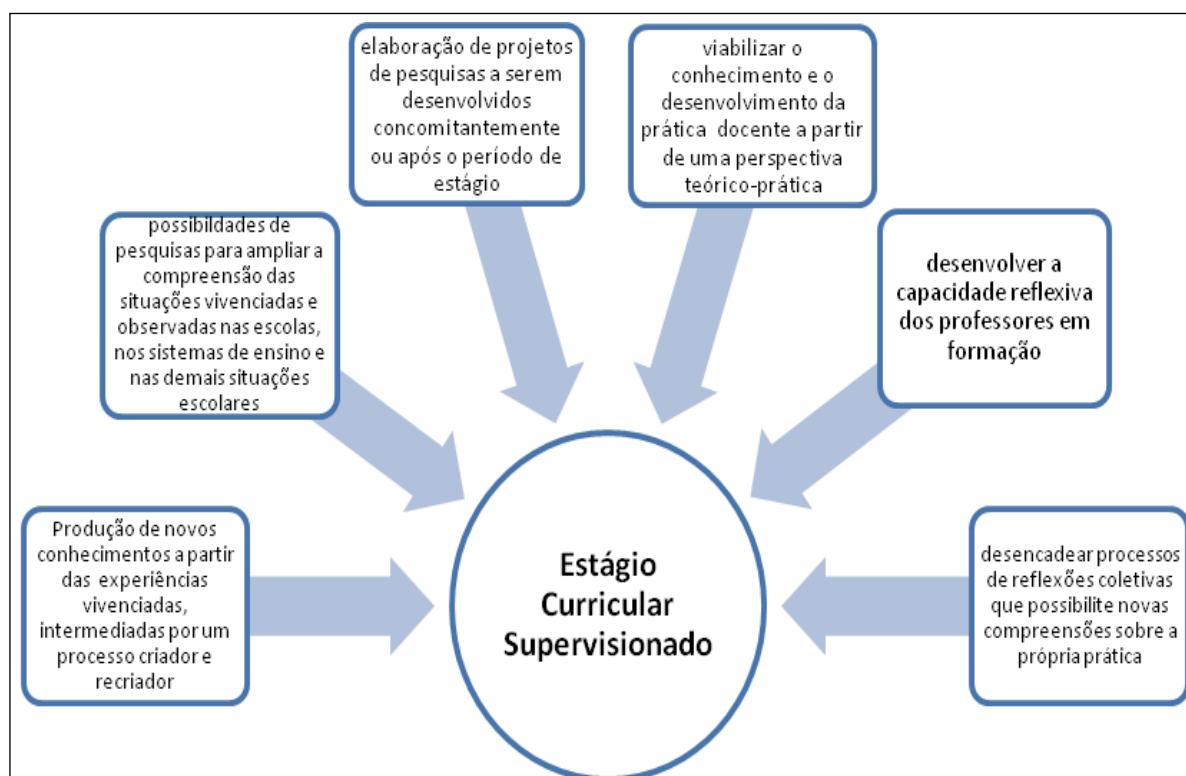 elaboração de projetos
de pesquisas a serem
desenvolvidos
concomitantemente
ou após o período de
estágio
viabilizar o
conhecimento e o
desenvolvimento da
prática docente a partir
de uma perspectiva
teórico-prática
possibildades de
pesquisas para ampliar a
compreensão das
situações vivenciadas e
observadas nas escolas,
nos sistemas de ensino e
nas demais situações
escolares
desenvolver a
capacidade reflexiva
dos professores em
formação
Produção de novos
conhecimentos a partir
das experiências
vivenciadas,
intermediadas por um
processo criador e
recriador
Estágio
Curricular
Supervisionado
desencadear processos
de reflexões coletivas
que possibilite novas
compreensões sobre a
própria prática